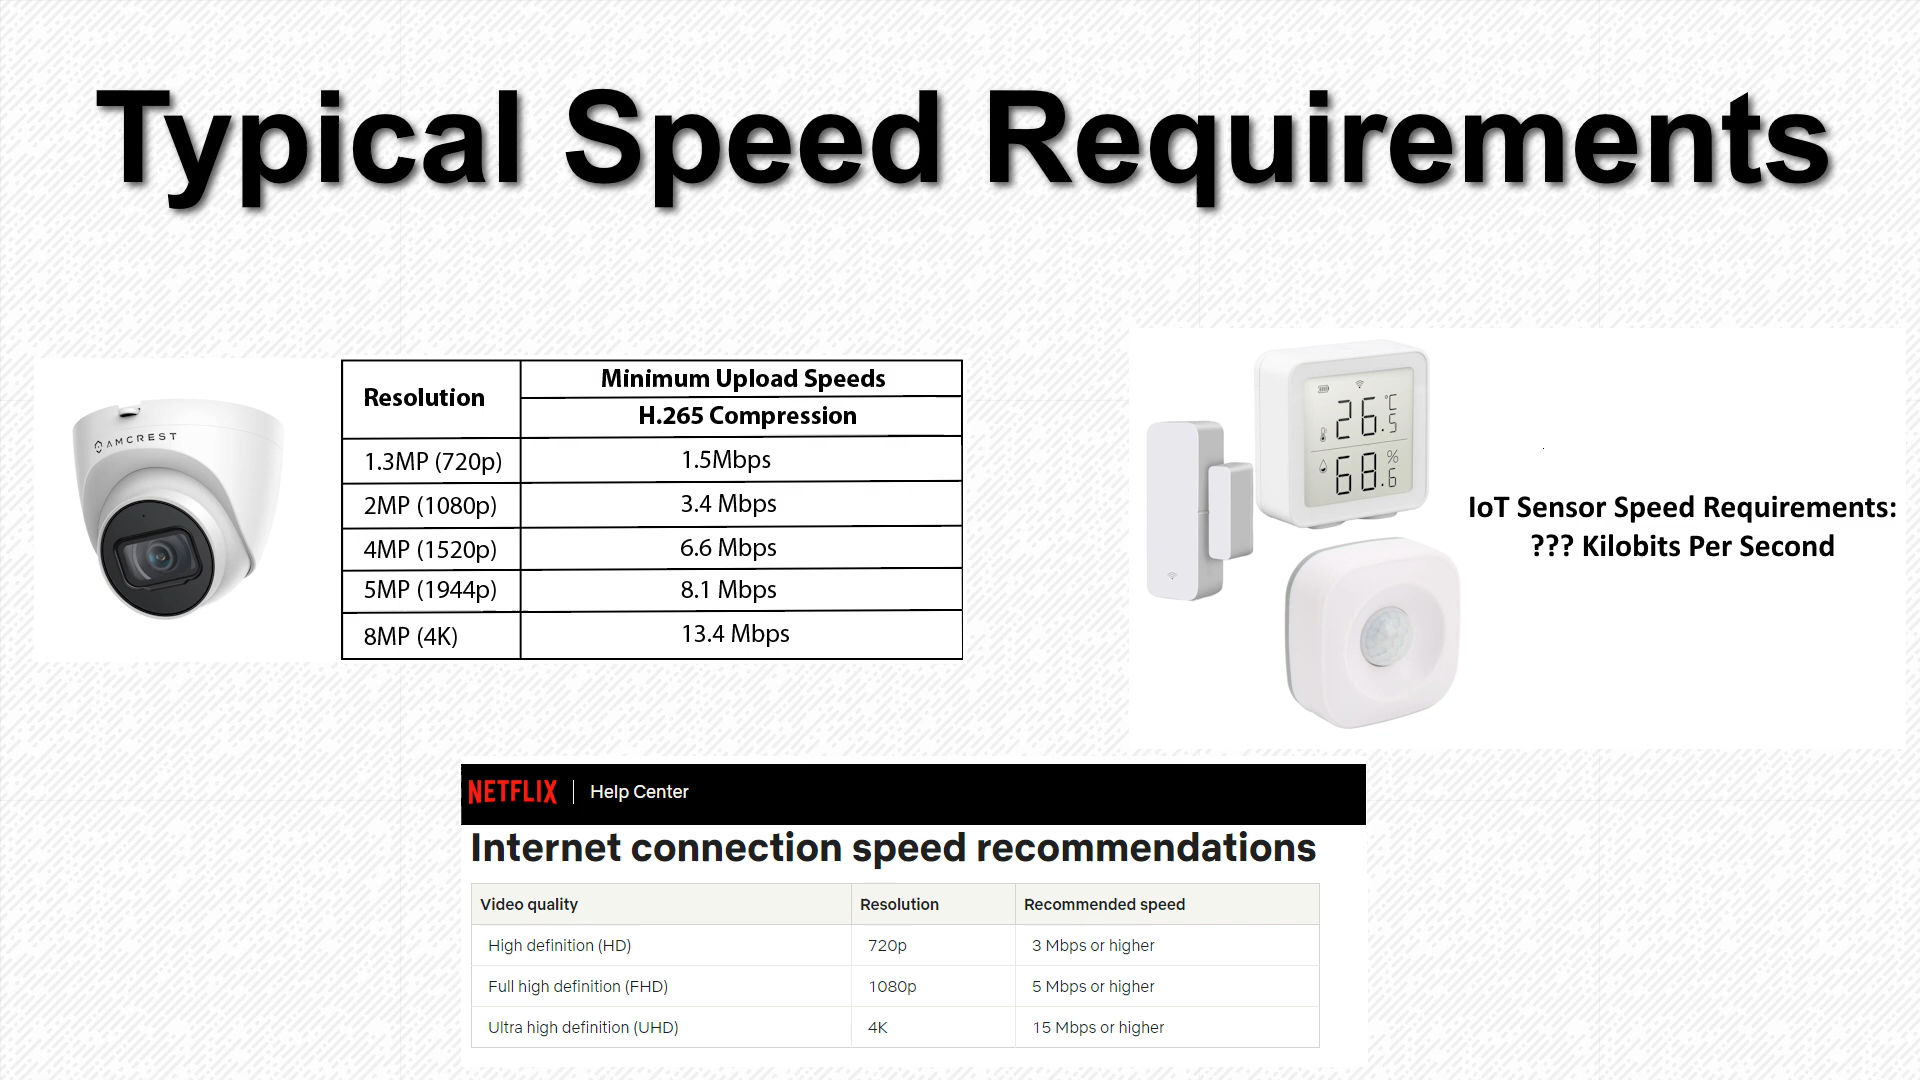 Typical Speed Requirements
AMCREST
Resolution
Minimum Upload Speeds
H.265 Compression
1.3MP (720p) 1.5Mbps
2MP (1080p) 3.4 Mbps
4MP (1520p) 6.6 Mbps
5MP (1944p) 8.1 Mbps
8MP (4K) 13.4 Mbps
26.5 °C
68.6 %
IoT Sensor Speed Requirements:
??? Kilobits Per Second
NETFLIX | Help Center
Internet connection speed recommendations
Video quality Resolution Recommended speed
High definition (HD) 720p 3 Mbps or higher
Full high definition (FHD) 1080p 5 Mbps or higher
Ultra high definition (UHD) 4K 15 Mbps or higher